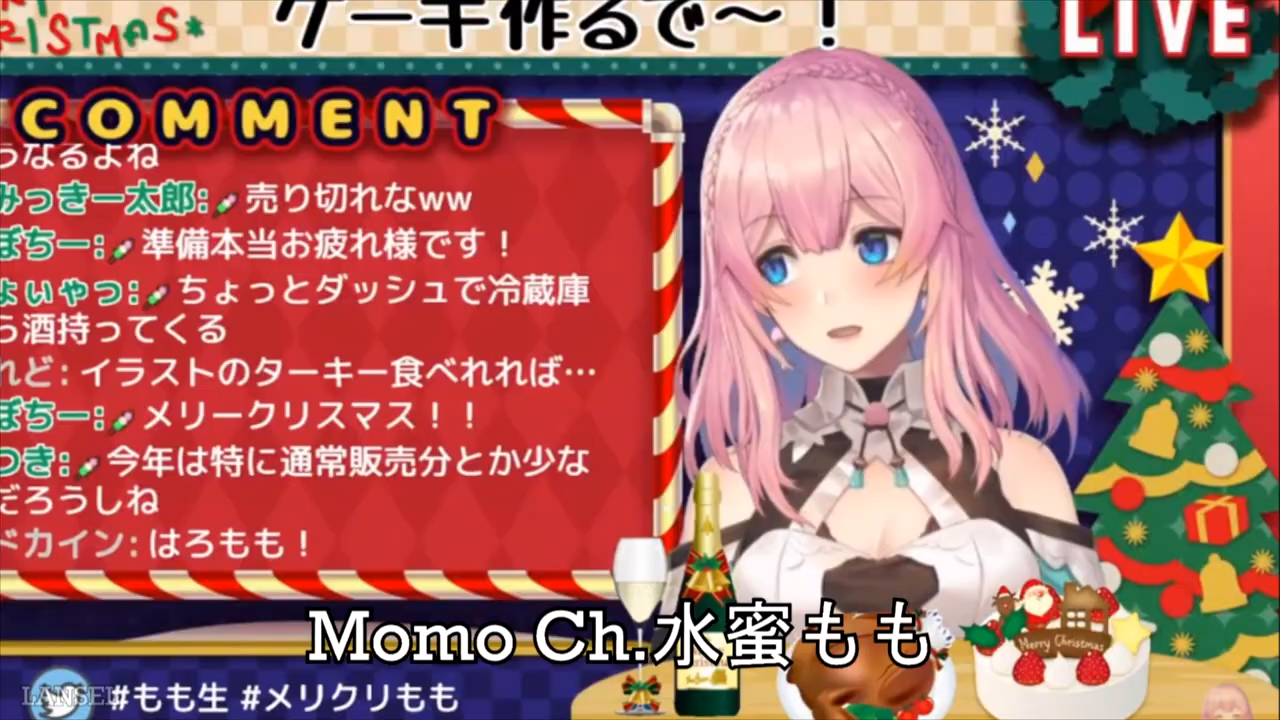 RISTMAS*
ケーキ作るで〜！
LIVE
COMMENT
うなるよね
みっきー太郎:売り切れなww
ぽちー:準備本当お疲れ様です！
ょいやつ:ちょっとダッシュで冷蔵庫
ら酒持ってくる
れど:イラストのターキー食べれれば…
ぽちー:メリークリスマス！！
つき:今年は特に通常販売分とか少な
だろうしね
ドカイン:はろもも！
Merry Christmas
Momo Ch.水蜜もも
LANSEL
#もも生 #メリクリもも